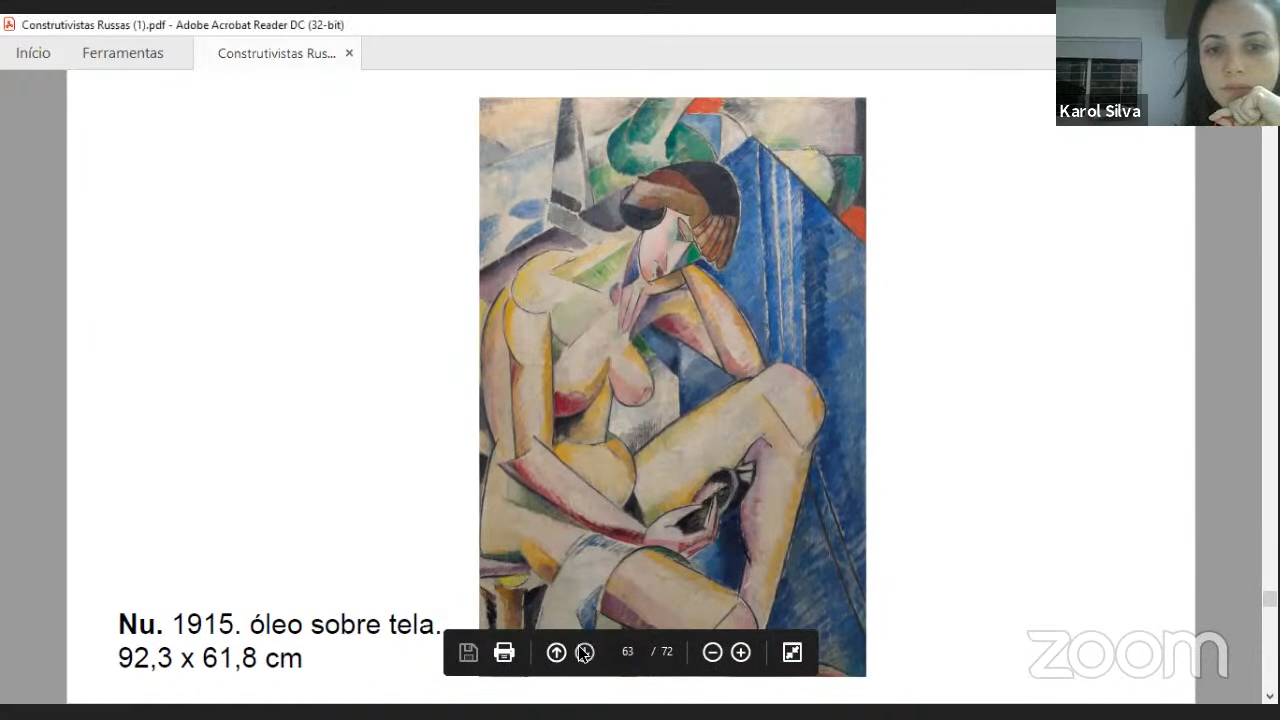 Construtivistas Russas (1).pdf - Adobe Acrobat Reader DC (32-bit)
Início Ferramentas Construtivistas Rus... ×
Karol Silva
Nu. 1915. óleo sobre tela.
92,3 x 61,8 cm
63 / 72
zoom